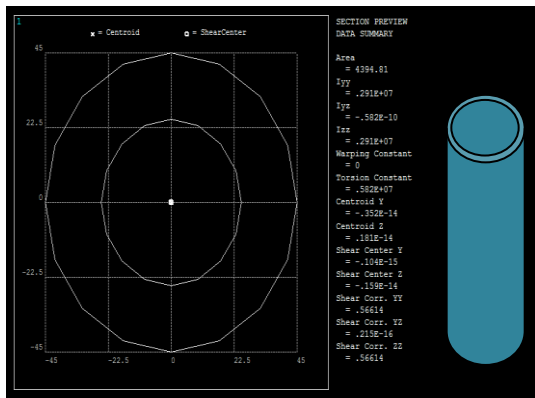 1
x = Centroid
o = ShearCenter
45
22.5
0
-22.5
-45
-45
-22.5
0
22.5
45
SECTION PREVIEW
DATA SUMMARY
Area
= 4394.81
Iyy
= .291E+07
Iyz
= -.582E-10
Izz
= .291E+07
Warping Constant
= 0
Torsion Constant
= .582E+07
Centroid Y
= -.352E-14
Centroid Z
= .181E-14
Shear Center Y
= -.104E-15
Shear Center Z
= -.159E-14
Shear Corr. YY
= .56614
Shear Corr. YZ
= .215E-16
Shear Corr. ZZ
= .56614